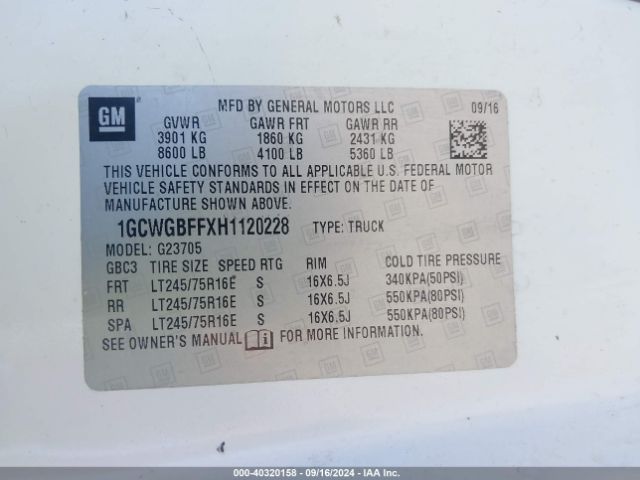 GM
MFD BY GENERAL MOTORS LLC 09/16
GVWR GAWR FRT GAWR RR
3901 KG 1860 KG 2431 KG
8600 LB 4100 LB 5360 LB
THIS VEHICLE CONFORMS TO ALL APPLICABLE U.S. FEDERAL MOTOR
VEHICLE SAFETY STANDARDS IN EFFECT ON THE DATE OF
MANUFACTURE SHOWN ABOVE.
1GCWGBFFXH1120228 TYPE: TRUCK
MODEL: G23705
GBC3 TIRE SIZE SPEED RTG RIM COLD TIRE PRESSURE
FRT LT245/75R16E S 16X6.5J 340KPA(50PSI)
RR LT245/75R16E S 16X6.5J 550KPA(80PSI)
SPA LT245/75R16E S 16X6.5J 550KPA(80PSI)
SEE OWNER'S MANUAL FOR MORE INFORMATION.
000-40320158 - 09/16/2024 - IAA Inc.